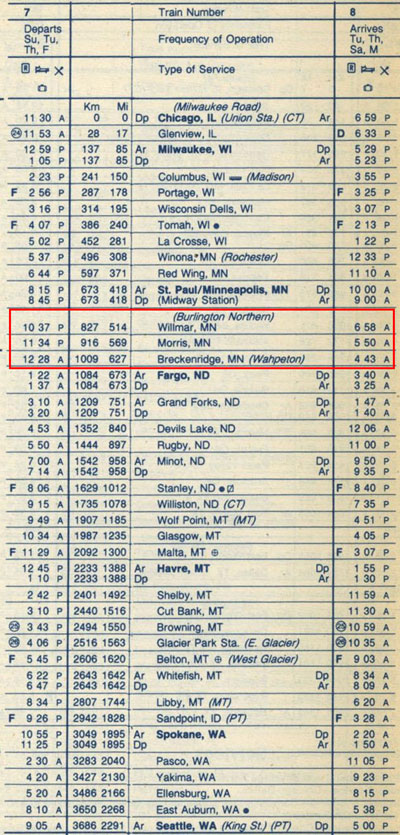 7 Train Number 8
Departs Arrives
Su, Tu, Frequency of Operation Tu, Th,
Th, F Sa, M
R Type of Service R
Km Mi (Milwaukee Road)
11 30 A 0 0 Dp Chicago, IL (Union Sta.) (CT) Ar 6 59 P
24 11 53 A 28 17 Glenview, IL D 6 33 P
12 59 P 137 85 Ar Milwaukee, WI Dp 5 29 P
1 05 P 137 85 Dp Ar 5 23 P
2 23 P 241 150 Columbus, WI (Madison) 3 55 P
F 2 56 P 287 178 Portage, WI F 3 25 P
3 16 P 314 195 Wisconsin Dells, WI 3 07 P
F 4 07 P 386 240 Tomah, WI ● F 2 13 P
5 02 P 452 281 La Crosse, WI 1 22 P
5 37 P 496 308 Winona, MN (Rochester) 12 33 P
6 44 P 597 371 Red Wing, MN 11 10 A
8 15 P 673 418 Ar St. Paul/Minneapolis, MN Dp 10 00 A
8 45 P 673 418 Dp (Midway Station) Ar 9 00 A
(Burlington Northern)
10 37 P 827 514 Willmar, MN 6 58 A
11 34 P 916 569 Morris, MN 5 50 A
12 28 A 1009 627 Breckenridge, MN (Wahpeton) 4 43 A
1 22 A 1084 673 Ar Fargo, ND Dp 3 40 A
1 37 A 1084 673 Dp Ar 3 25 A
3 10 A 1209 751 Ar Grand Forks, ND Dp 1 47 A
3 20 A 1209 751 Dp Ar 1 40 A
4 53 A 1352 840 Devils Lake, ND 12 06 A
5 50 A 1444 897 Rugby, ND 11 00 P
7 00 A 1542 958 Ar Minot, ND Dp 9 50 P
7 14 A 1542 958 Dp Ar 9 35 P
F 8 06 A 1629 1012 Stanley, ND ● F 8 40 P
9 15 A 1735 1078 Williston, ND (CT) 7 35 P
9 49 A 1907 1185 Wolf Point, MT (MT) 4 51 P
10 34 A 1987 1235 Glasgow, MT 4 05 P
F 11 29 A 2092 1300 Malta, MT ⊕ F 3 07 P
12 45 P 2233 1388 Ar Havre, MT Dp 1 55 P
1 10 P 2233 1388 Dp Ar 1 30 P
2 42 P 2401 1492 Shelby, MT 11 59 A
3 10 P 2440 1516 Cut Bank, MT 11 30 A
25 3 43 P 2494 1550 Browning, MT 25 10 59 A
26 4 06 P 2516 1563 Glacier Park Sta. (E. Glacier) 26 10 35 A
F 5 45 P 2606 1620 Belton, MT ⊕ (West Glacier) F 9 03 A
6 22 P 2643 1642 Ar Whitefish, MT Dp 8 34 A
6 47 P 2643 1642 Dp Ar 8 09 A
8 34 P 2807 1744 Libby, MT (MT) 6 20 A
F 9 26 P 2942 1828 Sandpoint, ID (PT) F 3 28 A
10 55 P 3049 1895 Ar Spokane, WA Dp 2 20 A
11 25 P 3049 1895 Dp Ar 1 50 A
2 30 A 3283 2040 Pasco, WA 11 05 P
4 20 A 3427 2130 Yakima, WA 9 23 P
5 20 A 3486 2166 Ellensburg, WA 8 15 P
8 10 A 3650 2268 East Auburn, WA ● 5 38 P
9 05 A 3686 2291 Ar Seattle, WA (King St.) (PT) Dp 5 00 P